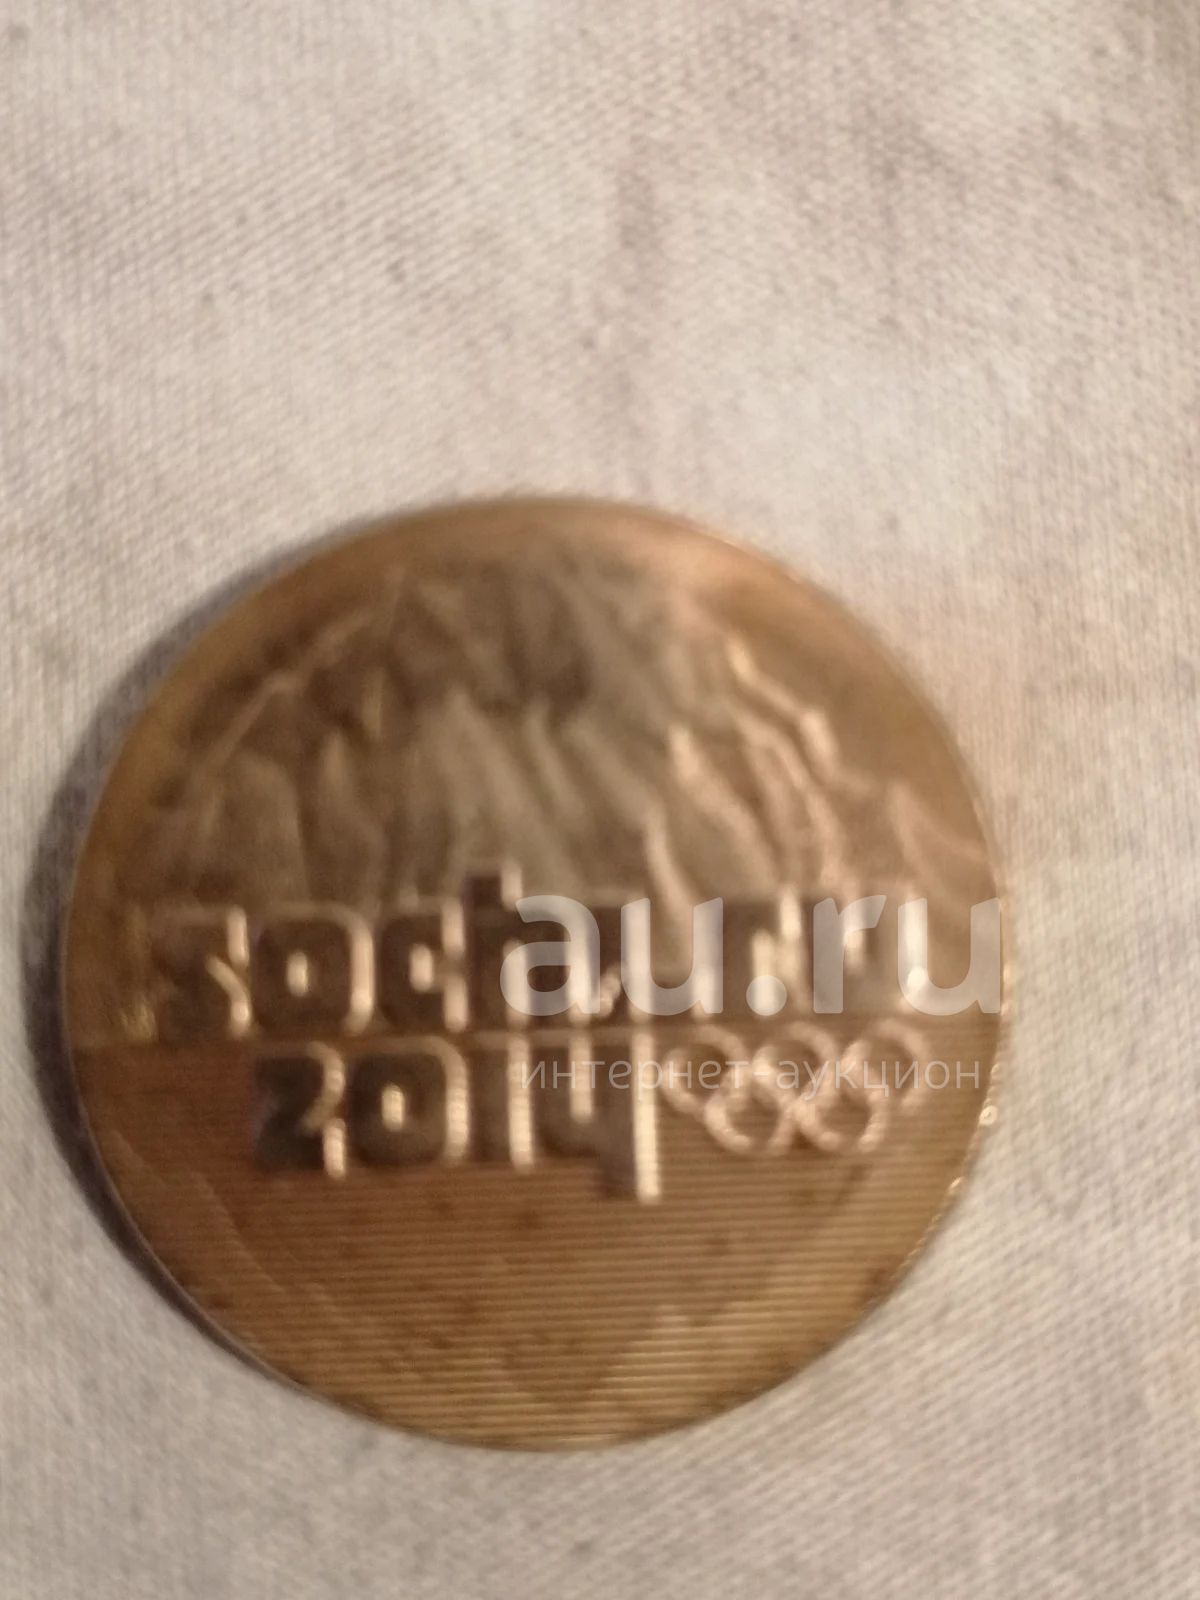 sochi.ru
2014
au.ru
интернет-аукцион